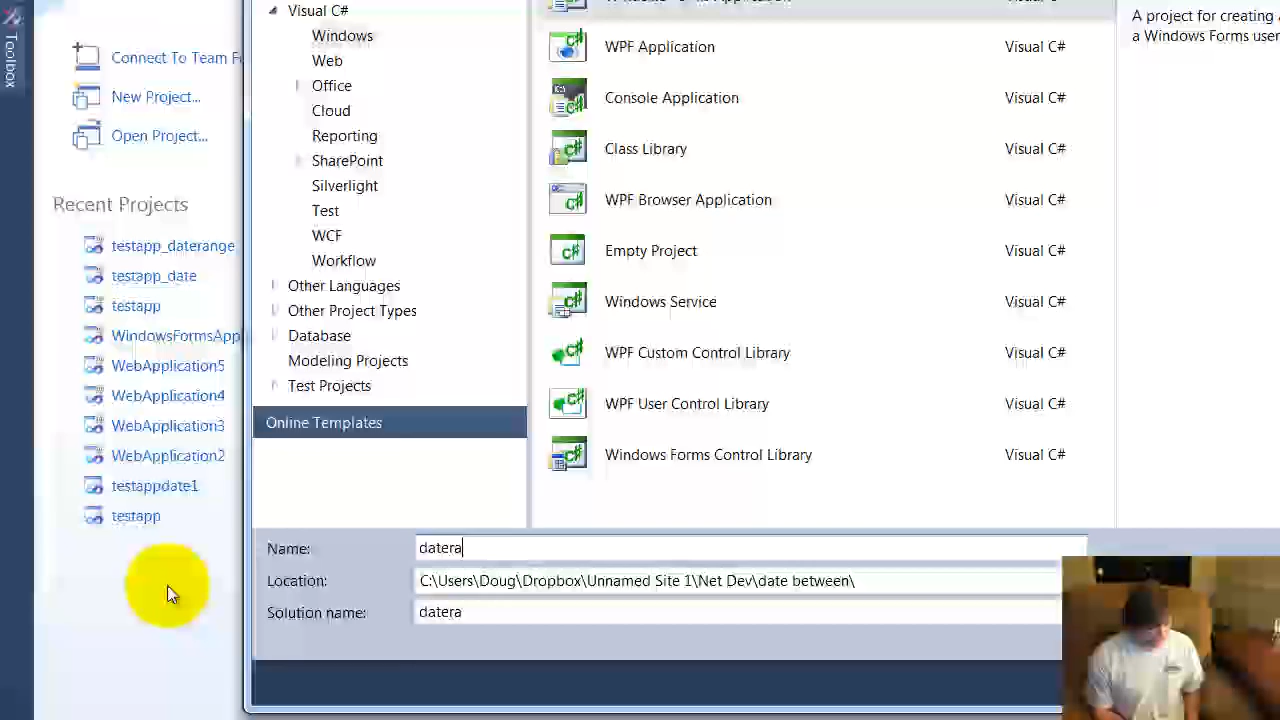 Toolbox
Connect To Team F
New Project...
Open Project...
Recent Projects
testapp_daterange
testapp_date
testapp
WindowsFormsApp
WebApplication5
WebApplication4
WebApplication3
WebApplication2
testappdate1
testapp
Visual C#
Windows
Web
Office
Cloud
Reporting
SharePoint
Silverlight
Test
WCF
Workflow
Other Languages
Other Project Types
Database
Modeling Projects
Test Projects
Online Templates
WPF Application Visual C#
Console Application Visual C#
Class Library Visual C#
WPF Browser Application Visual C#
Empty Project Visual C#
Windows Service Visual C#
WPF Custom Control Library Visual C#
WPF User Control Library Visual C#
Windows Forms Control Library Visual C#
A project for creating
a Windows Forms user
Name: datera
Location: C:\Users\Doug\Dropbox\Unnamed Site 1\Net Dev\date between\
Solution name: datera